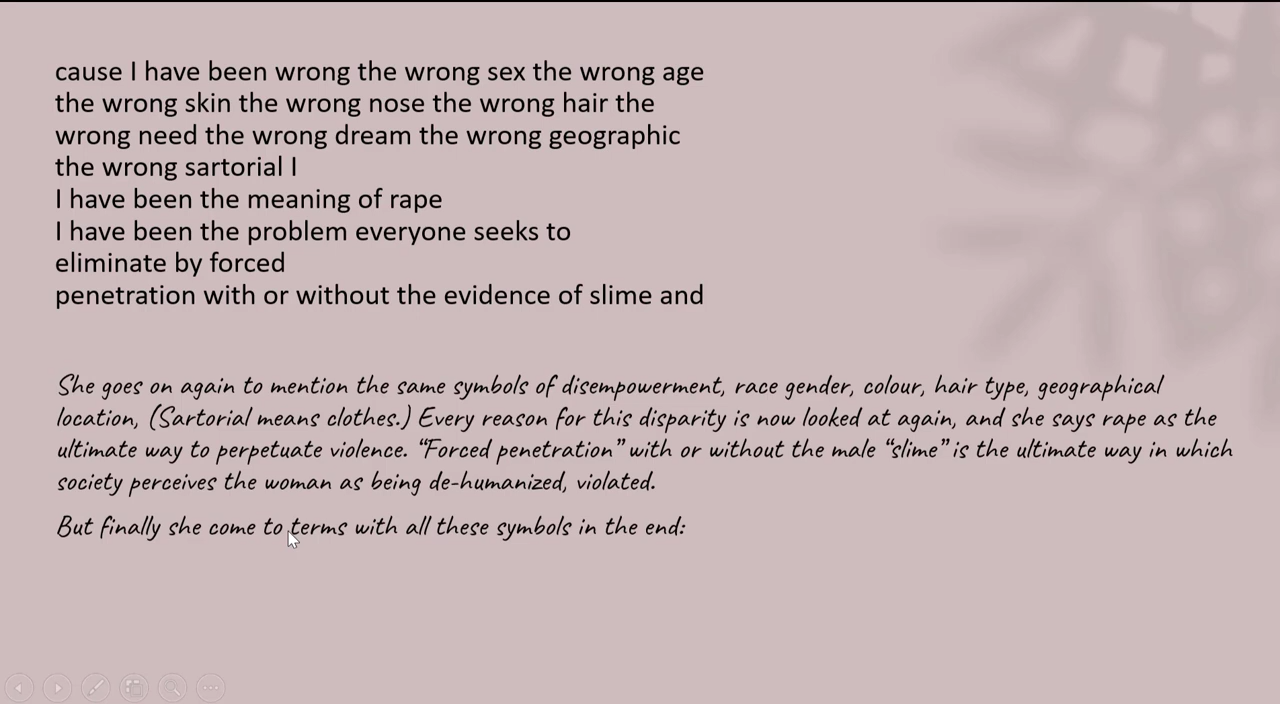 cause I have been wrong the wrong sex the wrong age
the wrong skin the wrong nose the wrong hair the
wrong need the wrong dream the wrong geographic
the wrong sartorial I
I have been the meaning of rape
I have been the problem everyone seeks to
eliminate by forced
penetration with or without the evidence of slime and
She goes on again to mention the same symbols of disempowerment, race gender, colour, hair type, geographical
location, (Sartorial means clothes.) Every reason for this disparity is now looked at again, and she says rape as the
ultimate way to perpetuate violence. “Forced penetration” with or without the male “slime” is the ultimate way in which
society perceives the woman as being de-humanized, violated.
But finally she come to terms with all these symbols in the end: